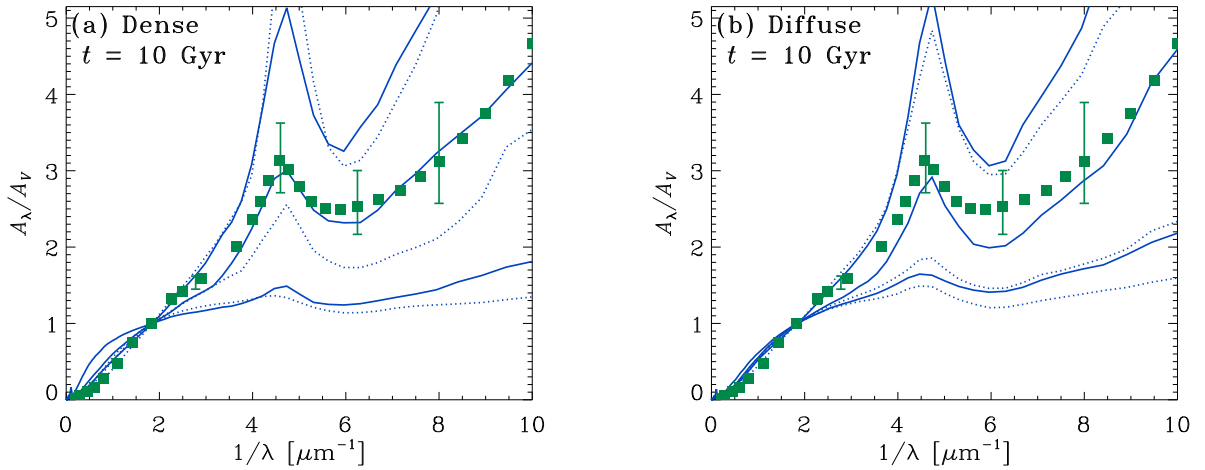 (a) Dense
t = 10 Gyr
5
4
3
2
1
0
A_λ/A_V
0 2 4 6 8 10
1/λ [μm⁻¹]
(b) Diffuse
t = 10 Gyr
5
4
3
2
1
0
A_λ/A_V
0 2 4 6 8 10
1/λ [μm⁻¹]